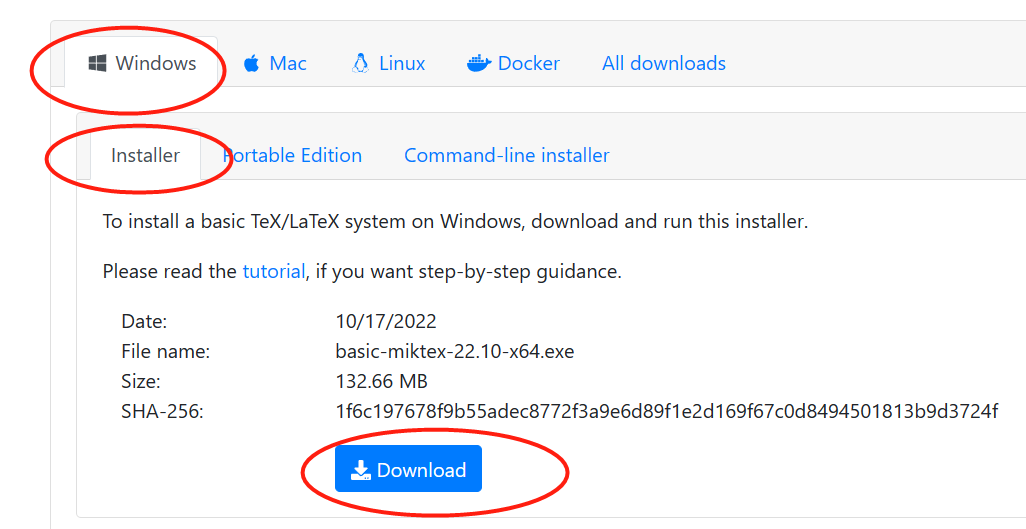 Windows Mac Linux Docker All downloads
Installer Portable Edition Command-line installer
To install a basic TeX/LaTeX system on Windows, download and run this installer.
Please read the tutorial, if you want step-by-step guidance.
Date: 10/17/2022
File name: basic-miktex-22.10-x64.exe
Size: 132.66 MB
SHA-256: 1f6c197678f9b55adec8772f3a9e6d89f1e2d169f67c0d8494501813b9d3724f
Download